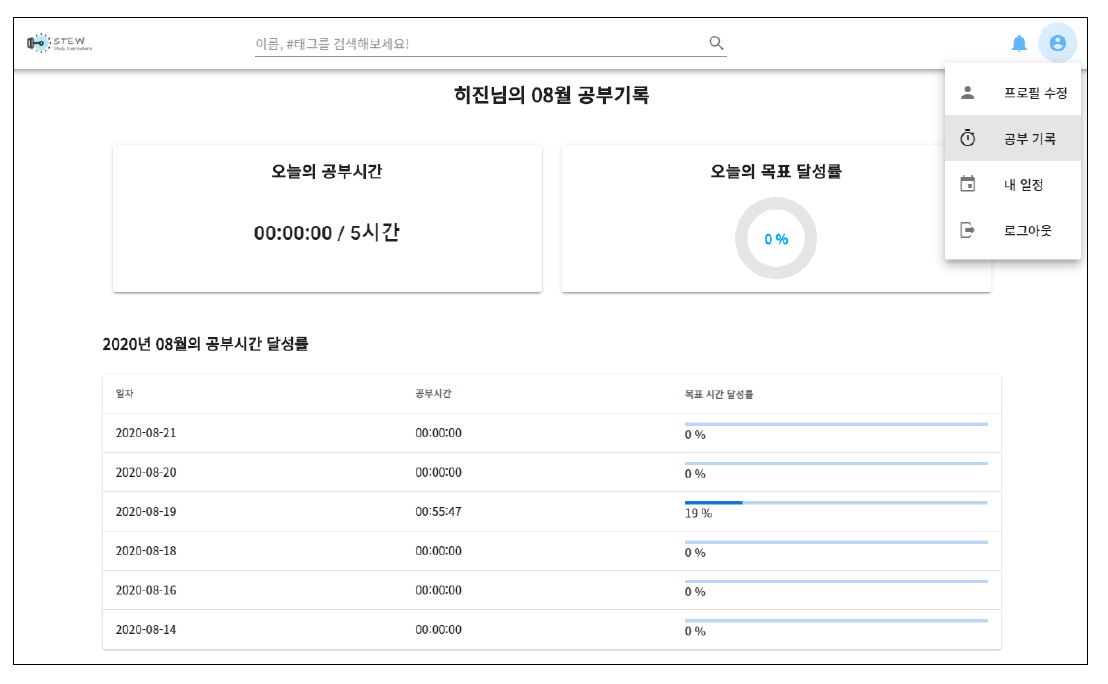 STEW
Study Everywhere
이름, #태그를 검색해보세요!
프로필 수정
공부 기록
내 일정
로그아웃
히진님의 08월 공부기록
오늘의 공부시간
00:00:00 / 5시간
오늘의 목표 달성률
0 %
2020년 08월의 공부시간 달성률
일자 공부시간 목표 시간 달성률
2020-08-21 00:00:00 0 %
2020-08-20 00:00:00 0 %
2020-08-19 00:55:47 19 %
2020-08-18 00:00:00 0 %
2020-08-16 00:00:00 0 %
2020-08-14 00:00:00 0 %